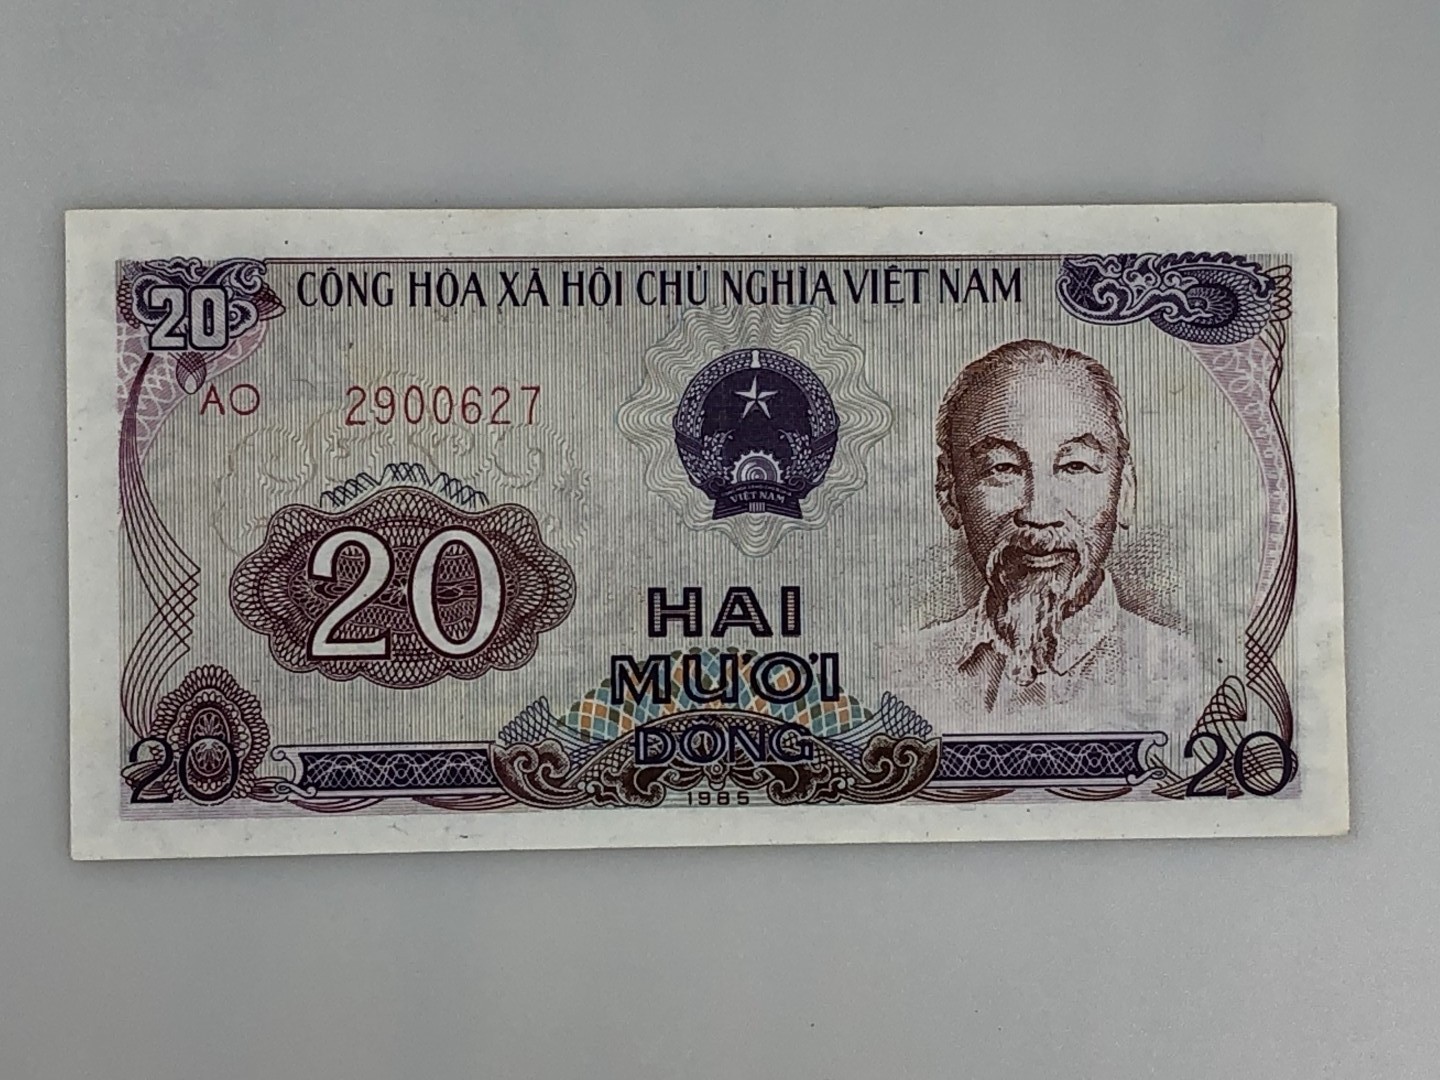 CỘNG HÒA XÃ HỘI CHỦ NGHĨA VIỆT NAM
20
AO 2900627
VIỆT NAM
20
HAI
MƯƠI
ĐỒNG
20
1985
20